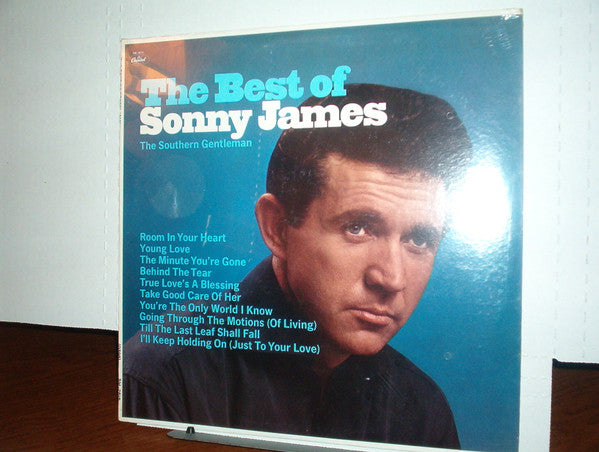 Capitol
The Best of
Sonny James
The Southern Gentleman
Room In Your Heart
Young Love
The Minute You're Gone
Behind The Tear
True Love's A Blessing
Take Good Care Of Her
You're The Only World I Know
Going Through The Motions (Of Living)
Till The Last Leaf Shall Fall
I'll Keep Holding On (Just To Your Love)